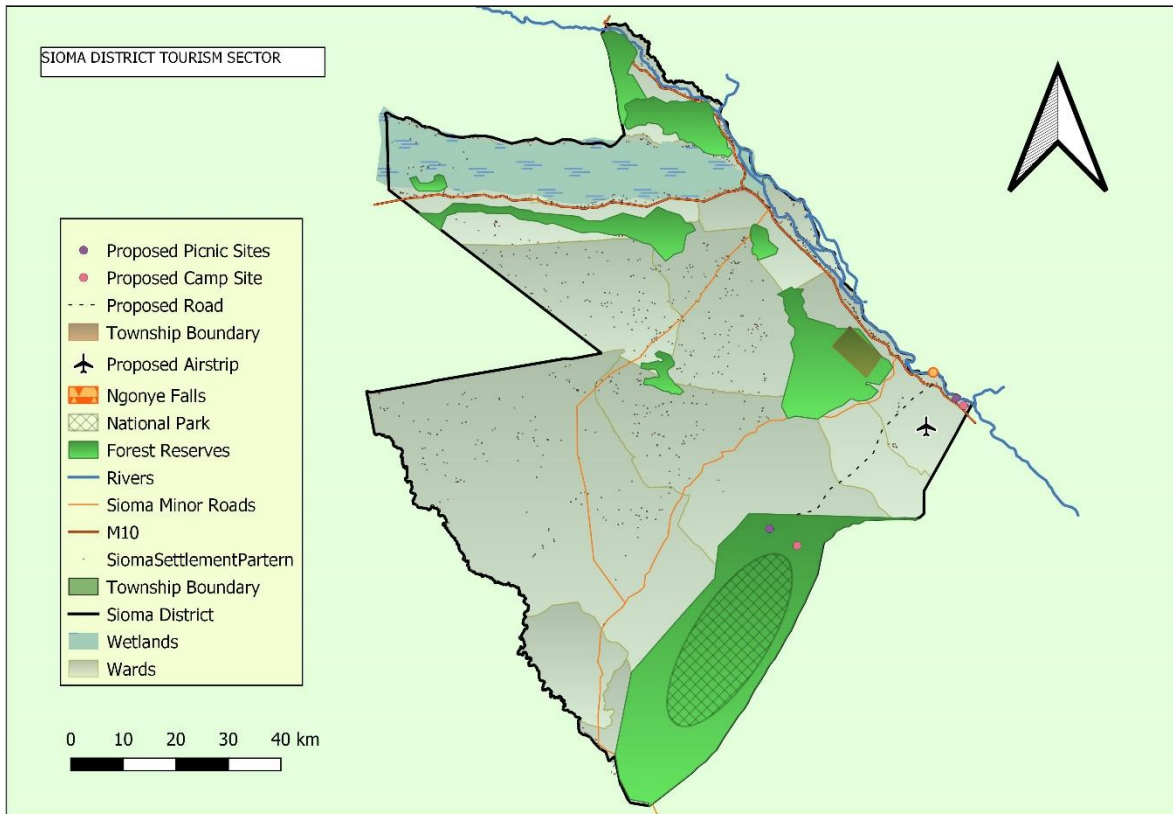 SIOMA DISTRICT TOURISM SECTOR
Proposed Picnic Sites
Proposed Camp Site
Proposed Road
Township Boundary
Proposed Airstrip
Ngonye Falls
National Park
Forest Reserves
Rivers
Sioma Minor Roads
M10
SiomaSettlementPartern
Township Boundary
Sioma District
Wetlands
Wards
0 10 20 30 40 km